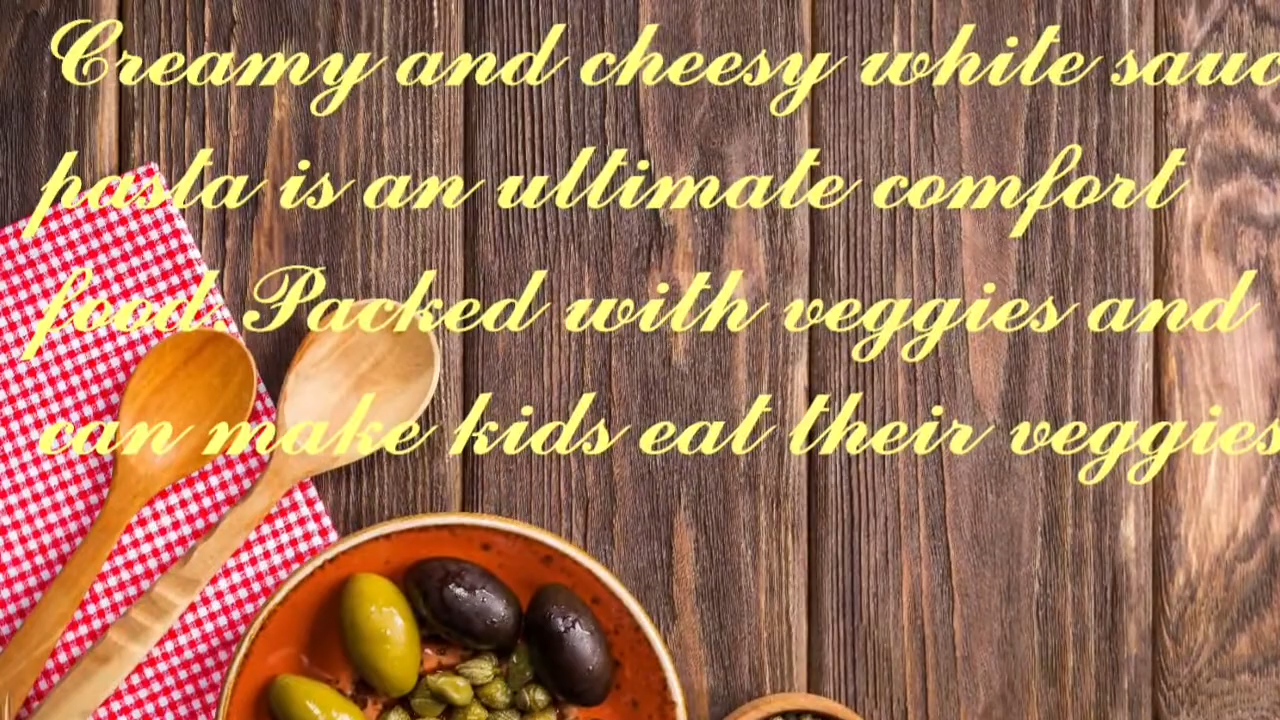 Creamy and cheesy white sauc
pasta is an ultimate comfort
food. Packed with veggies and
can make kids eat their veggies